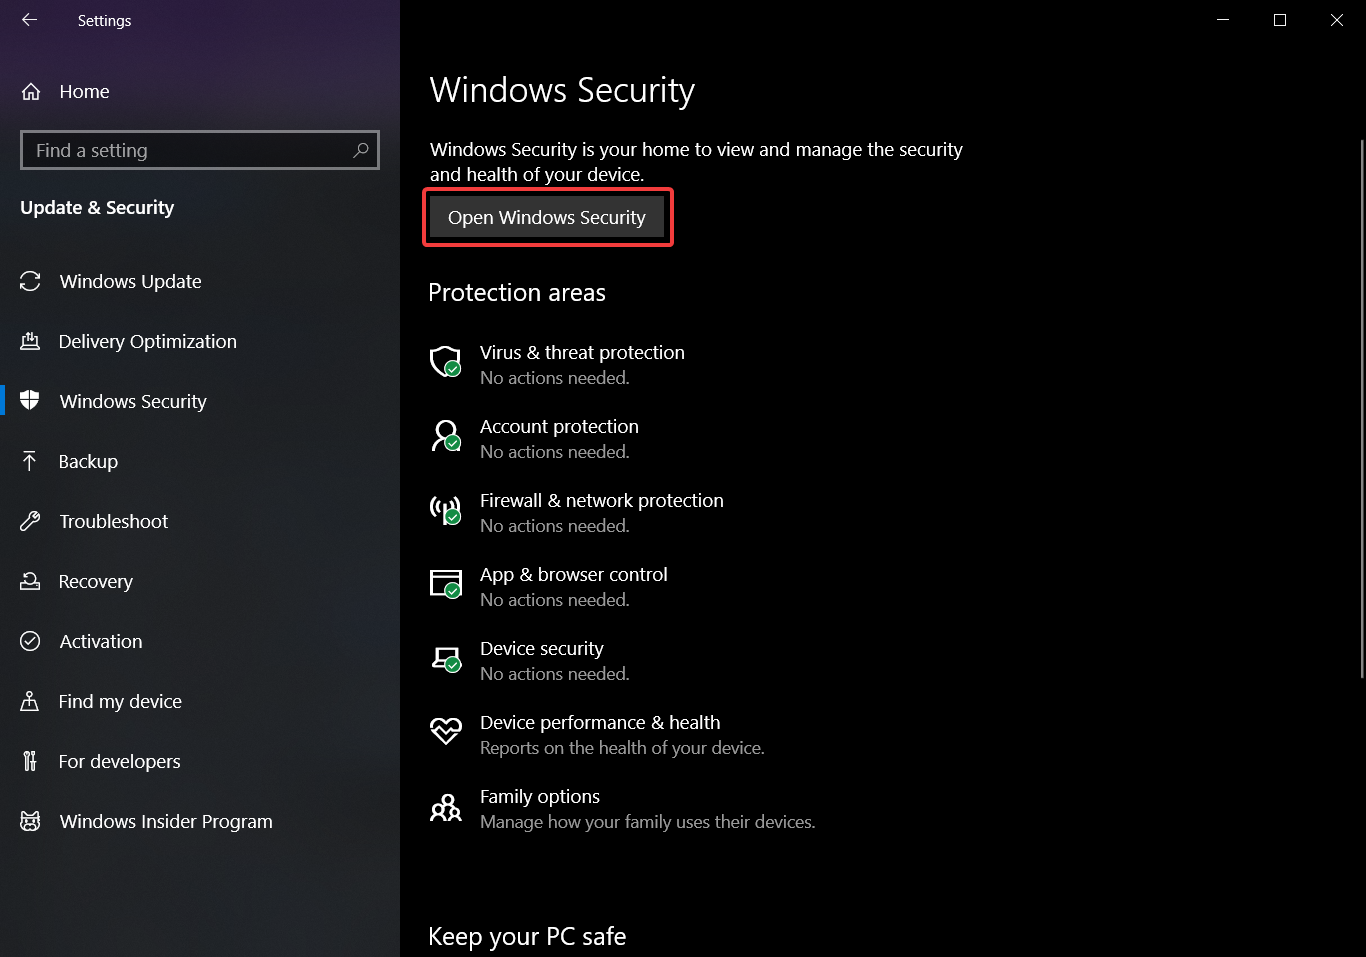 Settings
Home
Find a setting
Update & Security
Windows Update
Delivery Optimization
Windows Security
Backup
Troubleshoot
Recovery
Activation
Find my device
For developers
Windows Insider Program
Windows Security
Windows Security is your home to view and manage the security
and health of your device.
Open Windows Security
Protection areas
Virus & threat protection
No actions needed.
Account protection
No actions needed.
Firewall & network protection
No actions needed.
App & browser control
No actions needed.
Device security
No actions needed.
Device performance & health
Reports on the health of your device.
Family options
Manage how your family uses their devices.
Keep your PC safe